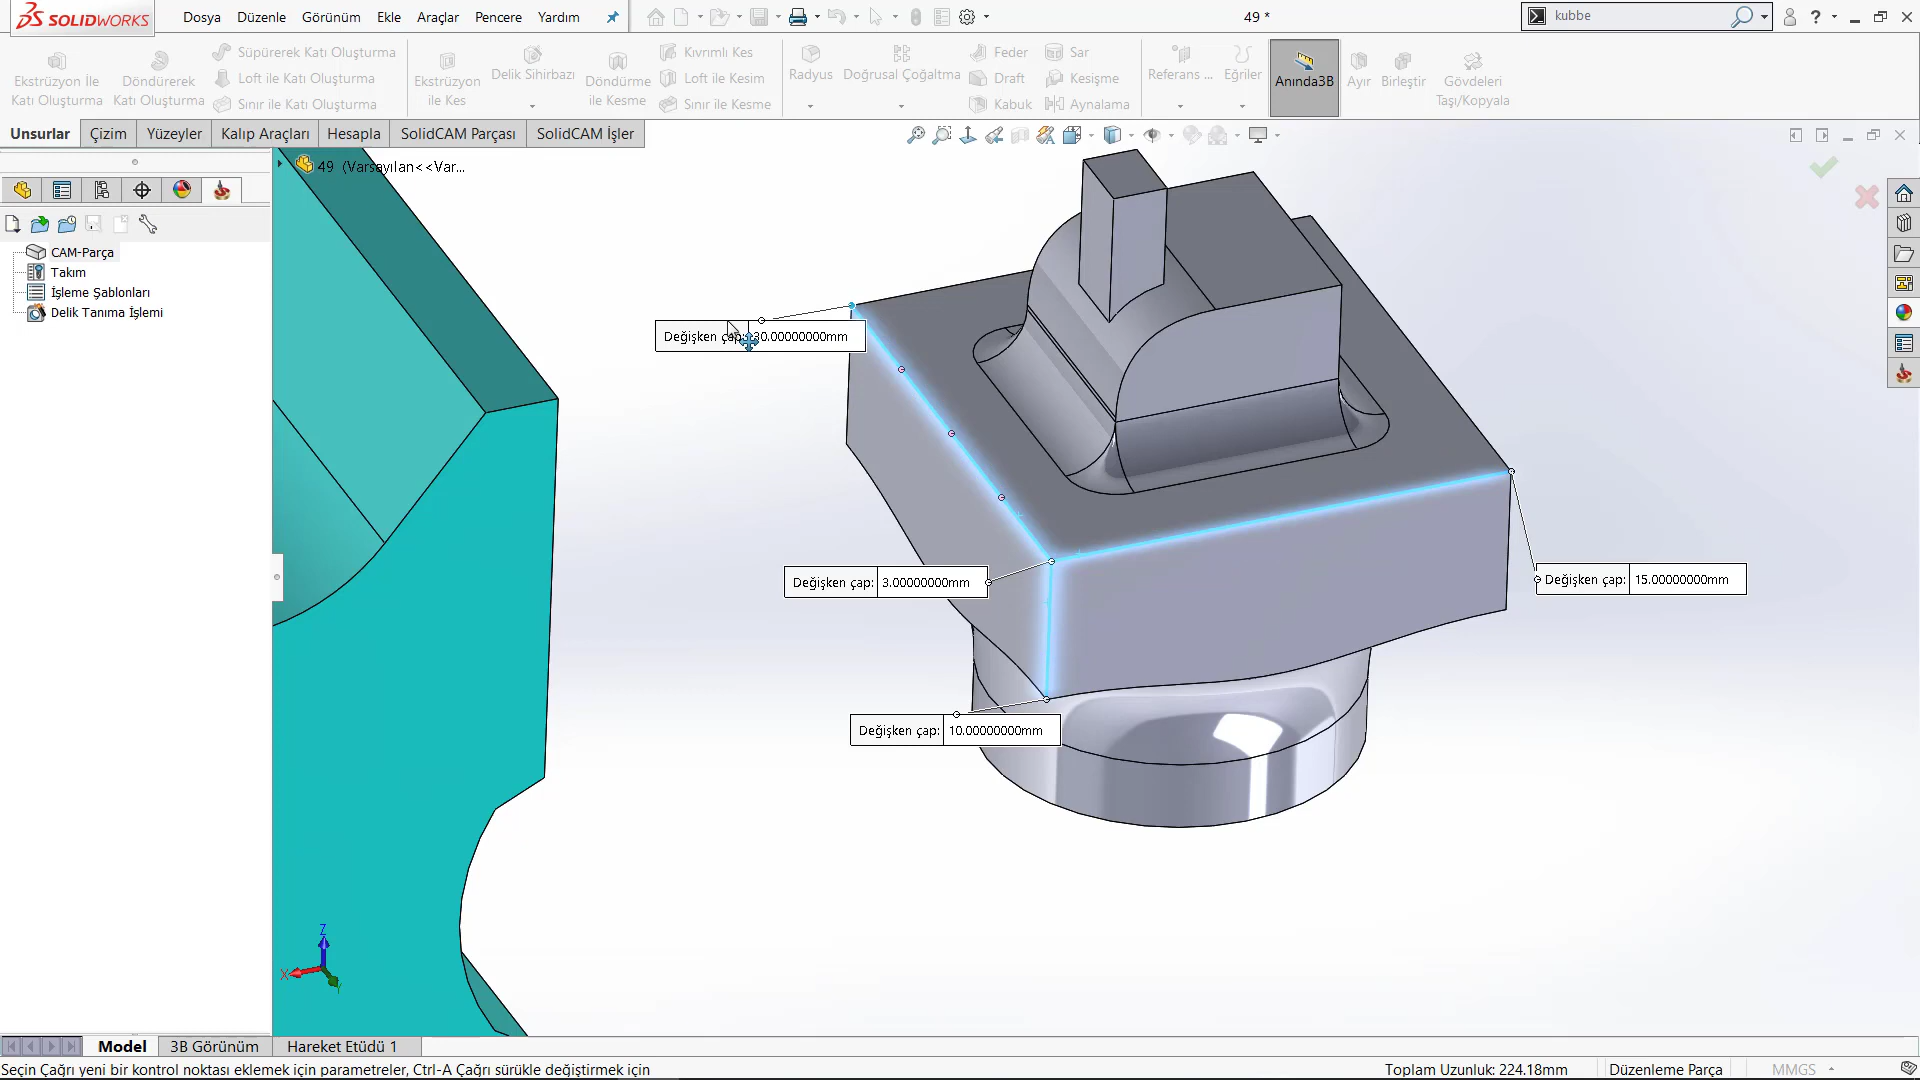 SOLIDWORKS
Dosya Düzenle Görünüm Ekle Araçlar Pencere Yardım
49 *
kubbe
Ekstrüzyon İle Katı Oluşturma
Döndürerek Katı Oluşturma
Süpürerek Katı Oluşturma
Loft ile Katı Oluşturma
Sınır ile Katı Oluşturma
Ekstrüzyon ile Kes
Delik Sihirbazı
Döndürme ile Kesme
Kıvrımlı Kes
Loft ile Kesim
Sınır ile Kesme
Radyus
Doğrusal Çoğaltma
Feder
Draft
Kabuk
Sar
Kesişme
Aynalama
Referans ...
Eğriler
Anında3B
Ayır
Birleştir
Gövdeleri Taşı/Kopyala
Unsurlar Çizim Yüzeyler Kalıp Araçları Hesapla SolidCAM Parçası SolidCAM İşler
49 (Varsayılan<<Var...
CAM-Parça
Takım
İşleme Şablonları
Delik Tanıma İşlemi
Değişken çap: 30.00000000mm
Değişken çap: 3.00000000mm
Değişken çap: 15.00000000mm
Değişken çap: 10.00000000mm
Z
X
Y
Model 3B Görünüm Hareket Etüdü 1
Seçin Çağrı yeni bir kontrol noktası eklemek için parametreler, Ctrl-A Çağrı sürükle değiştirmek için
Toplam Uzunluk: 224.18mm Düzenleme Parça MMGS